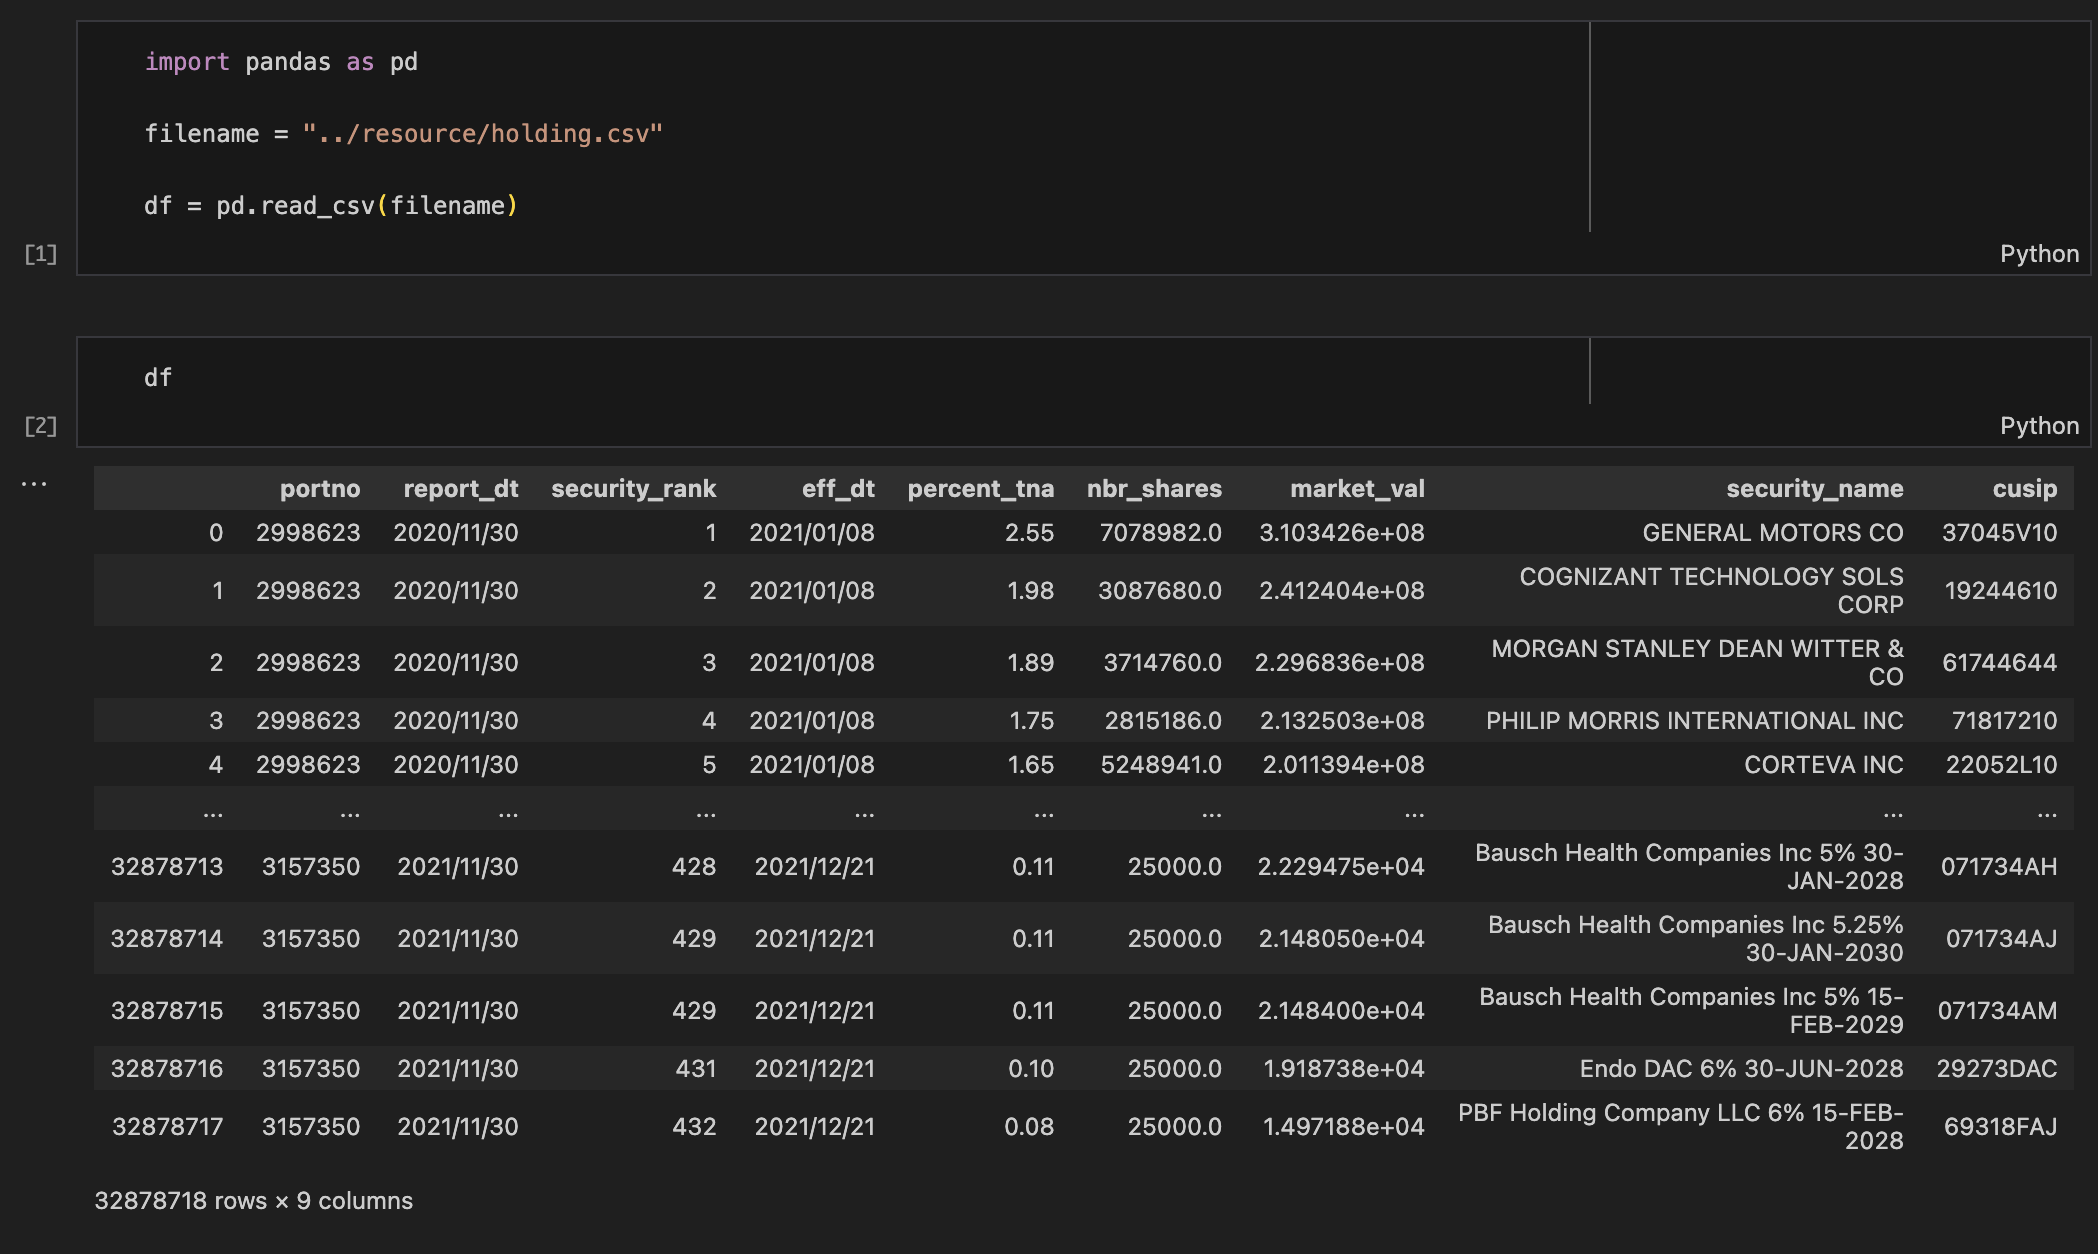 import pandas as pd
filename = "../resource/holding.csv"
df = pd.read_csv(filename)
[1]
Python
df
[2]
Python
...
portno report_dt security_rank eff_dt percent_tna nbr_shares market_val security_name cusip
0 2998623 2020/11/30 1 2021/01/08 2.55 7078982.0 3.103426e+08 GENERAL MOTORS CO 37045V10
1 2998623 2020/11/30 2 2021/01/08 1.98 3087680.0 2.412404e+08 COGNIZANT TECHNOLOGY SOLS
CORP 19244610
2 2998623 2020/11/30 3 2021/01/08 1.89 3714760.0 2.296836e+08 MORGAN STANLEY DEAN WITTER &
CO 61744644
3 2998623 2020/11/30 4 2021/01/08 1.75 2815186.0 2.132503e+08 PHILIP MORRIS INTERNATIONAL INC 71817210
4 2998623 2020/11/30 5 2021/01/08 1.65 5248941.0 2.011394e+08 CORTEVA INC 22052L10
... ... ... ... ... ... ... ... ... ...
32878713 3157350 2021/11/30 428 2021/12/21 0.11 25000.0 2.229475e+04 Bausch Health Companies Inc 5% 30-
JAN-2028 071734AH
32878714 3157350 2021/11/30 429 2021/12/21 0.11 25000.0 2.148050e+04 Bausch Health Companies Inc 5.25%
30-JAN-2030 071734AJ
32878715 3157350 2021/11/30 429 2021/12/21 0.11 25000.0 2.148400e+04 Bausch Health Companies Inc 5% 15-
FEB-2029 071734AM
32878716 3157350 2021/11/30 431 2021/12/21 0.10 25000.0 1.918738e+04 Endo DAC 6% 30-JUN-2028 29273DAC
32878717 3157350 2021/11/30 432 2021/12/21 0.08 25000.0 1.497188e+04 PBF Holding Company LLC 6% 15-FEB-
2028 69318FAJ
32878718 rows × 9 columns